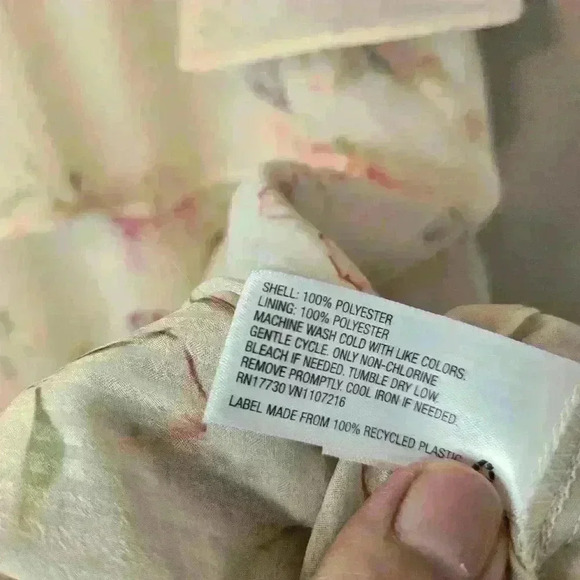 SHELL: 100% POLYESTER
LINING: 100% POLYESTER
MACHINE WASH COLD WITH LIKE COLORS.
GENTLE CYCLE. ONLY NON-CHLORINE
BLEACH IF NEEDED. TUMBLE DRY LOW.
REMOVE PROMPTLY. COOL IRON IF NEEDED.
RN17730 VN1107216
LABEL MADE FROM 100% RECYCLED PLASTIC